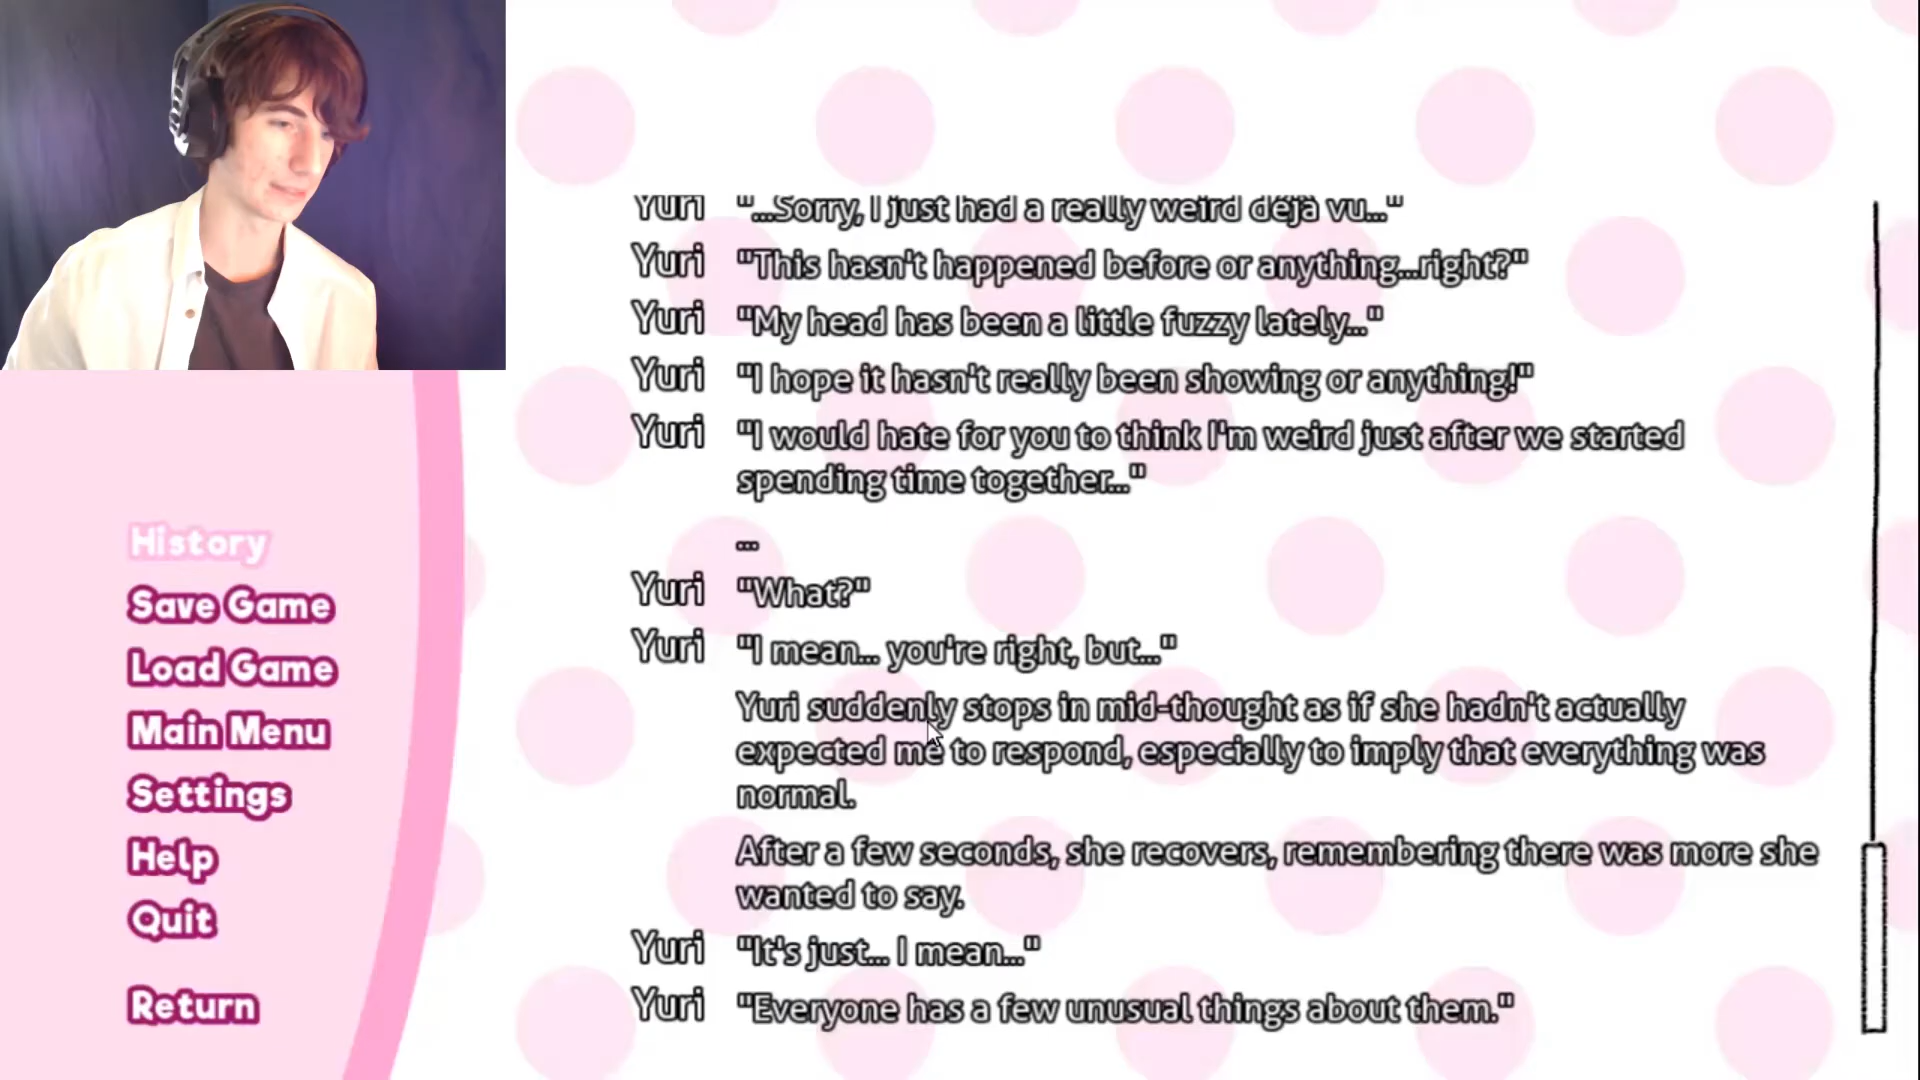 Yuri "...Sorry, I just had a really weird déjà vu..."
Yuri "This hasn't happened before or anything...right?"
Yuri "My head has been a little fuzzy lately..."
Yuri "I hope it hasn't really been showing or anything!"
Yuri "I would hate for you to think I'm weird just after we started
spending time together..."
...
Yuri "What?"
Yuri "I mean... you're right, but..."
Yuri suddenly stops in mid-thought as if she hadn't actually
expected me to respond, especially to imply that everything was
normal.
After a few seconds, she recovers, remembering there was more she
wanted to say.
Yuri "It's just... I mean..."
Yuri "Everyone has a few unusual things about them."
History
Save Game
Load Game
Main Menu
Settings
Help
Quit
Return